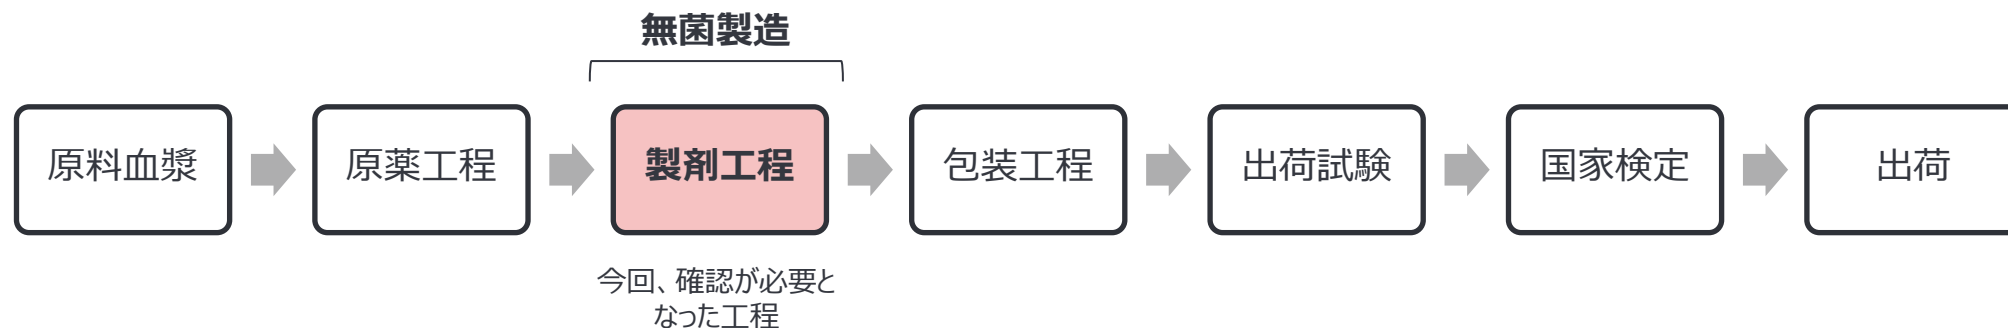 無菌製造
原料血漿
原薬工程
製剤工程
包装工程
出荷試験
国家検定
出荷
今回、確認が必要と
なった工程